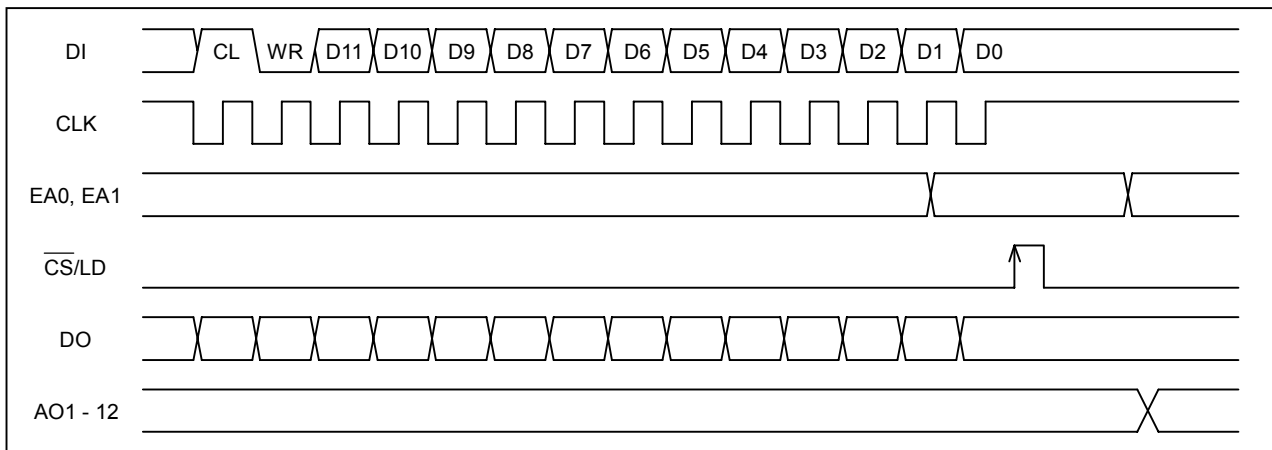 DI CL WR D11 D10 D9 D8 D7 D6 D5 D4 D3 D2 D1 D0
CLK
EA0, EA1
C̅S̅/LD
DO
AO1 - 12